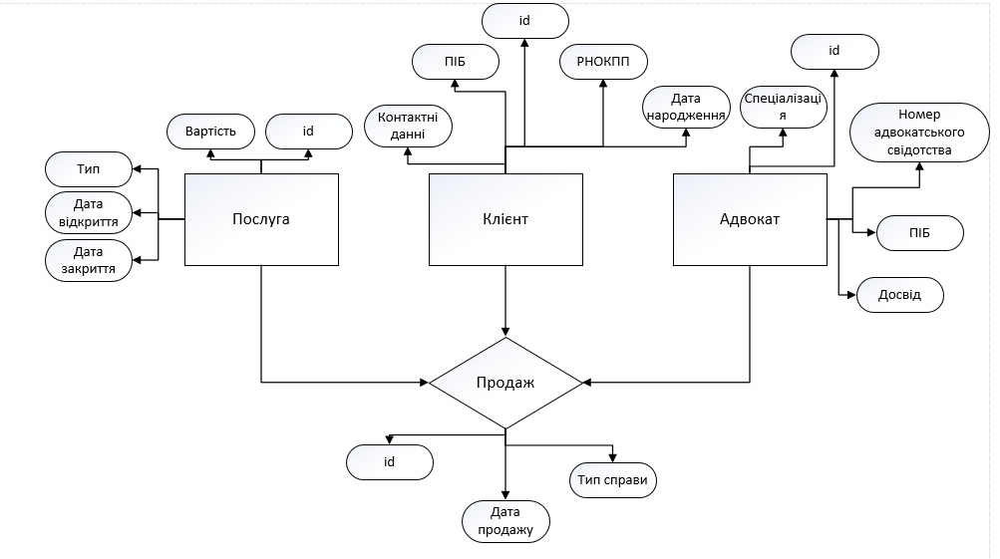 id
ПІБ
РНОКПП
id
Контактні
данні
Дата
народження
Спеціалізаці
я
Номер
адвокатського
свідотства
Вартість
id
Тип
Дата
відкриття
Дата
закриття
Послуга
Клієнт
Адвокат
ПІБ
Досвід
Продаж
id
Тип справи
Дата
продажу